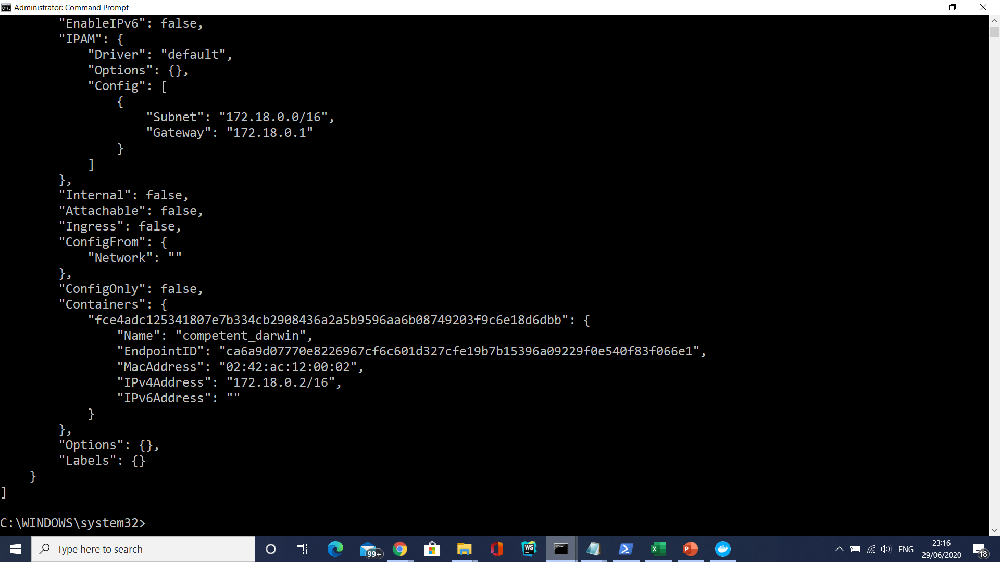 Administrator: Command Prompt
        "EnableIPv6": false,
        "IPAM": {
            "Driver": "default",
            "Options": {},
            "Config": [
                {
                    "Subnet": "172.18.0.0/16",
                    "Gateway": "172.18.0.1"
                }
            ]
        },
        "Internal": false,
        "Attachable": false,
        "Ingress": false,
        "ConfigFrom": {
            "Network": ""
        },
        "ConfigOnly": false,
        "Containers": {
            "fce4adc125341807e7b334cb2908436a2a5b9596aa6b08749203f9c6e18d6dbb": {
                "Name": "competent_darwin",
                "EndpointID": "ca6a9d07770e8226967cf6c601d327cfe19b7b15396a09229f0e540f83f066e1",
                "MacAddress": "02:42:ac:12:00:02",
                "IPv4Address": "172.18.0.2/16",
                "IPv6Address": ""
            }
        },
        "Options": {},
        "Labels": {}
    }
]
C:\WINDOWS\system32>
Type here to search
99+
WS
ENG
23:16
29/06/2020
18